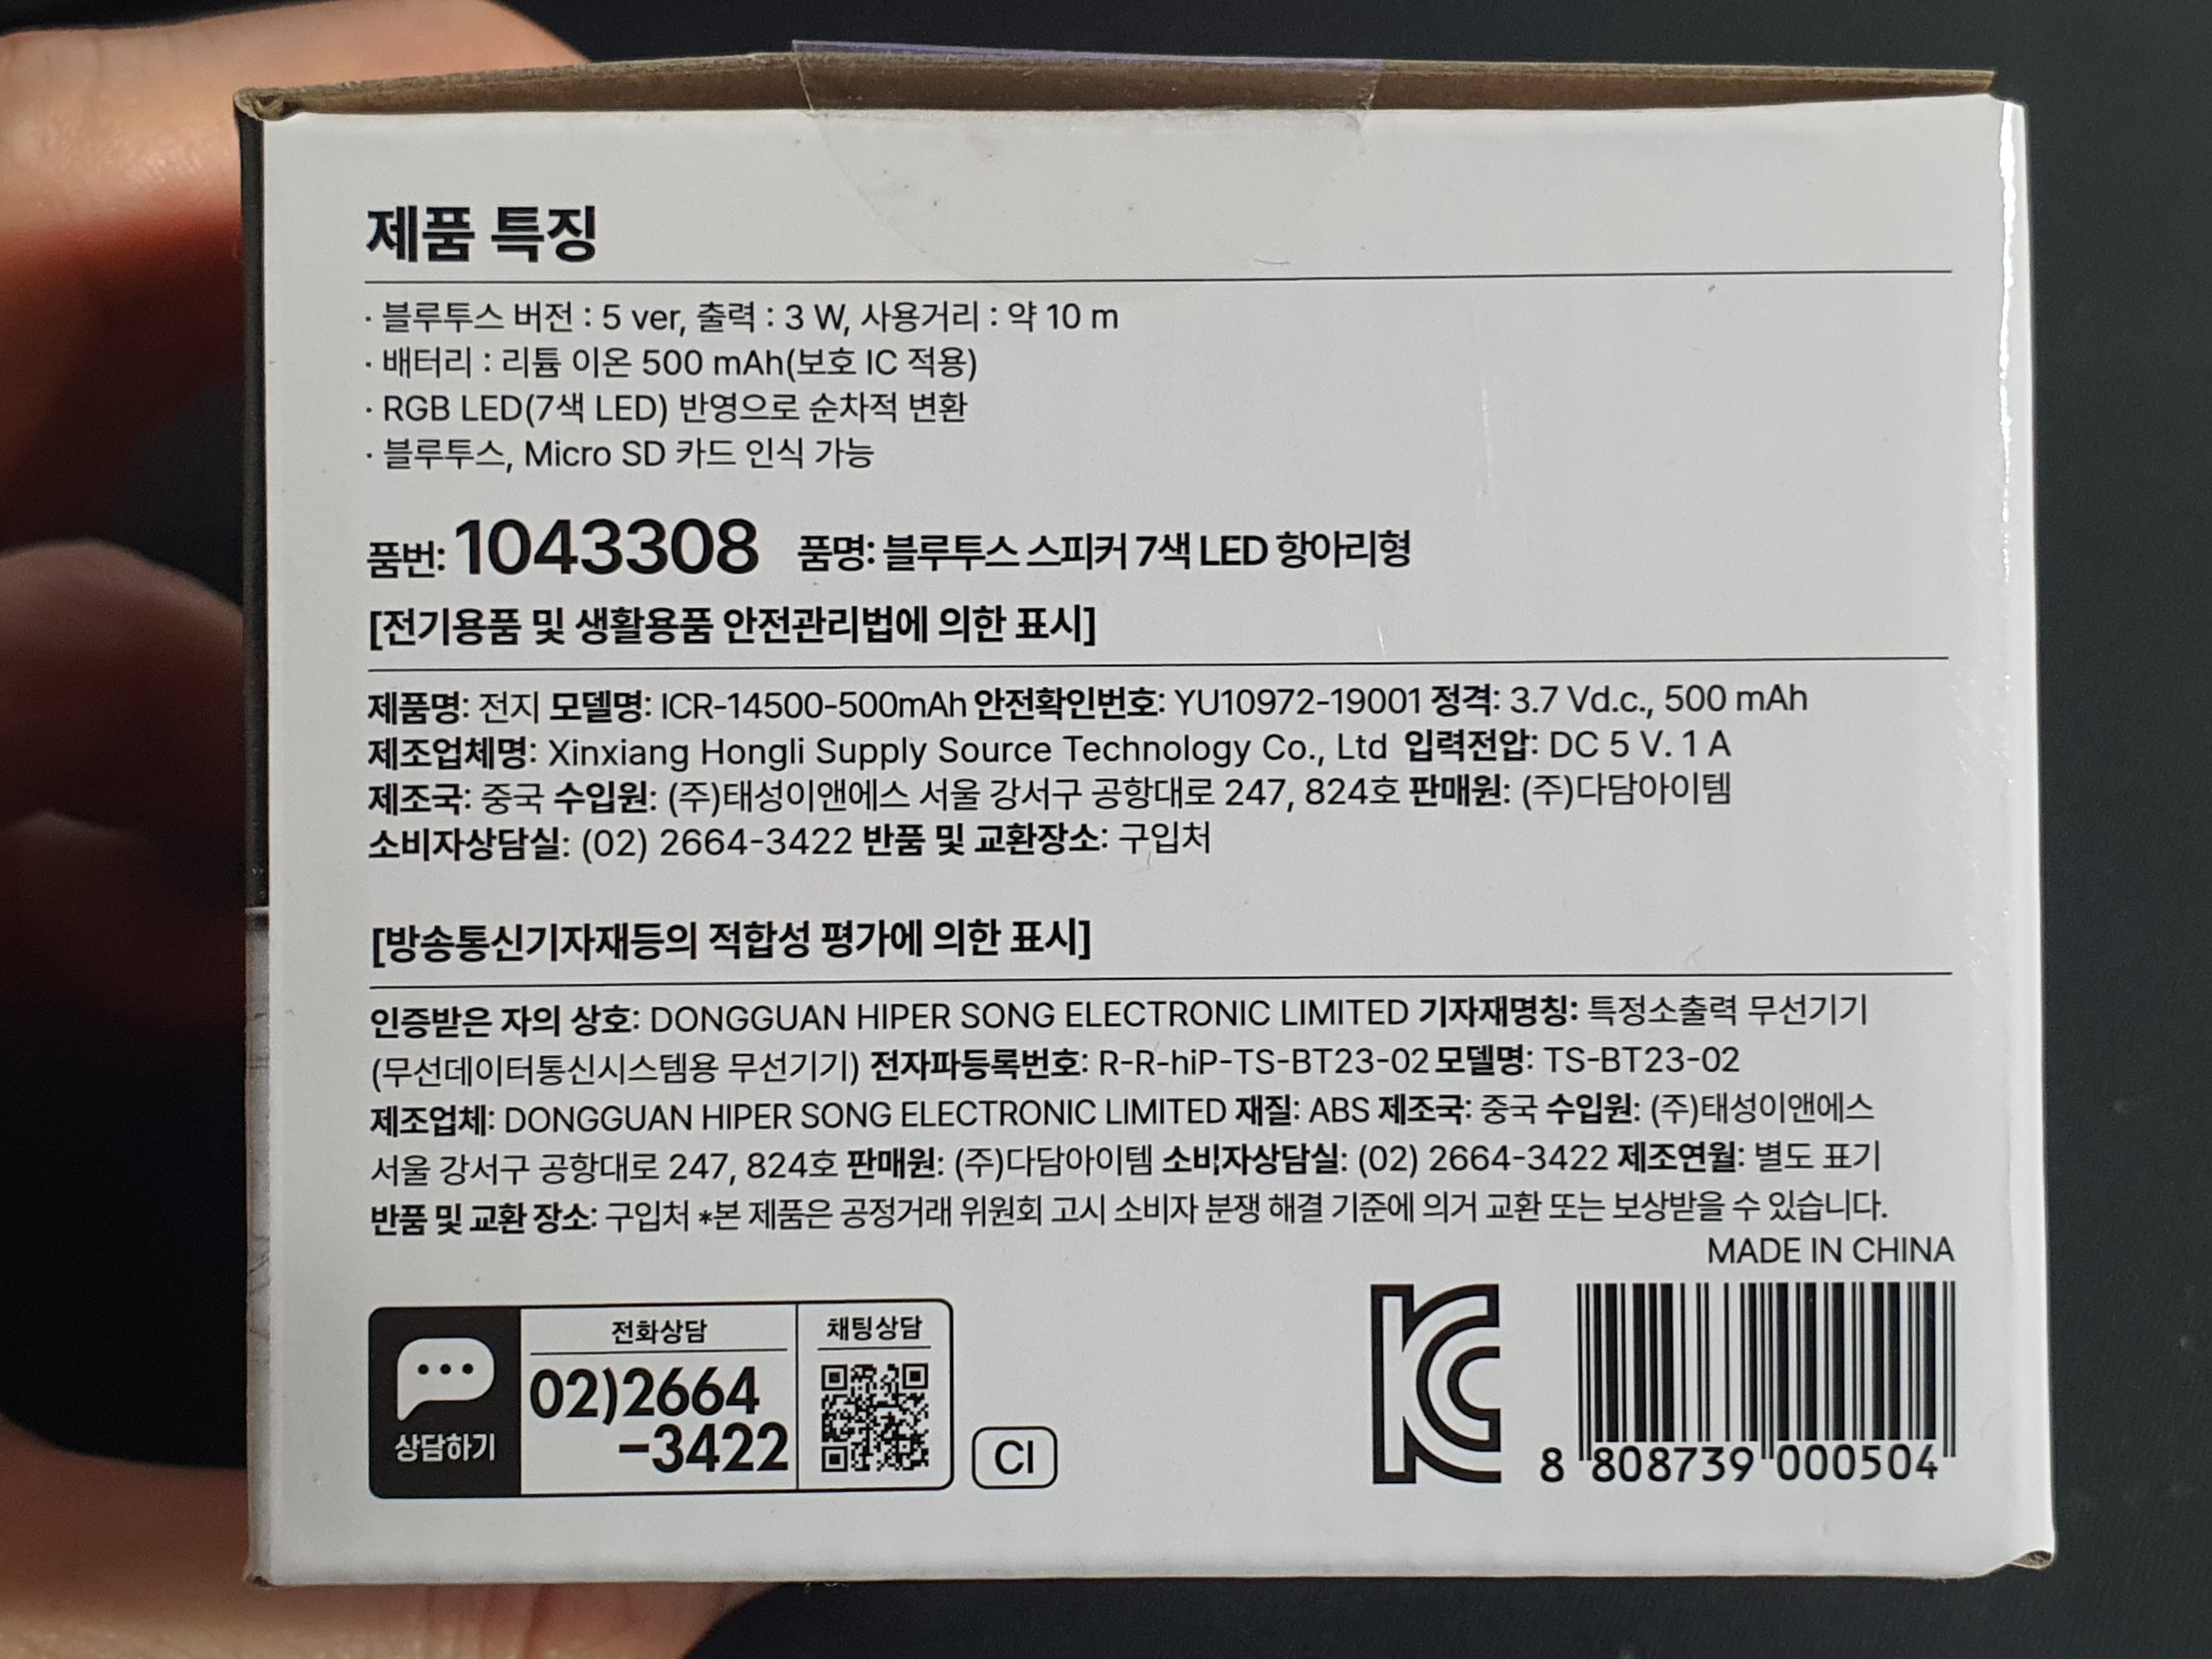 제품 특징
· 블루투스 버전 : 5 ver, 출력 : 3 W, 사용거리 : 약 10 m
· 배터리 : 리튬 이온 500 mAh(보호 IC 적용)
· RGB LED(7색 LED) 반영으로 순차적 변환
· 블루투스, Micro SD 카드 인식 가능
품번: 1043308 품명: 블루투스 스피커 7색 LED 항아리형
[전기용품 및 생활용품 안전관리법에 의한 표시]
제품명: 전지 모델명: ICR-14500-500mAh 안전확인번호: YU10972-19001 정격: 3.7 Vd.c., 500 mAh
제조업체명: Xinxiang Hongli Supply Source Technology Co., Ltd 입력전압: DC 5 V. 1 A
제조국: 중국 수입원: (주)태성이앤에스 서울 강서구 공항대로 247, 824호 판매원: (주)다담아이템
소비자상담실: (02) 2664-3422 반품 및 교환장소: 구입처
[방송통신기자재등의 적합성 평가에 의한 표시]
인증받은 자의 상호: DONGGUAN HIPER SONG ELECTRONIC LIMITED 기자재명칭: 특정소출력 무선기기
(무선데이터통신시스템용 무선기기) 전자파등록번호: R-R-hiP-TS-BT23-02 모델명: TS-BT23-02
제조업체: DONGGUAN HIPER SONG ELECTRONIC LIMITED 재질: ABS 제조국: 중국 수입원: (주)태성이앤에스
서울 강서구 공항대로 247, 824호 판매원: (주)다담아이템 소비자상담실: (02) 2664-3422 제조연월: 별도 표기
반품 및 교환 장소: 구입처 *본 제품은 공정거래 위원회 고시 소비자 분쟁 해결 기준에 의거 교환 또는 보상받을 수 있습니다.
MADE IN CHINA
상담하기
전화상담
02)2664
-3422
채팅상담
CI
KC
8 808739 000504